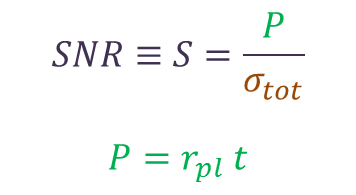 SNR ≡ S = P / σ_tot
P = r_pl t